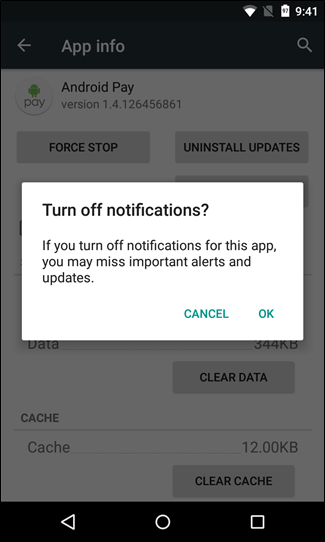 97 9:41
App info
pay
Android Pay
version 1.4.126456861
FORCE STOP
UNINSTALL UPDATES
Turn off notifications?
If you turn off notifications for this app,
you may miss important alerts and
updates.
CANCEL OK
Data 344KB
CLEAR DATA
CACHE
Cache 12.00KB
CLEAR CACHE